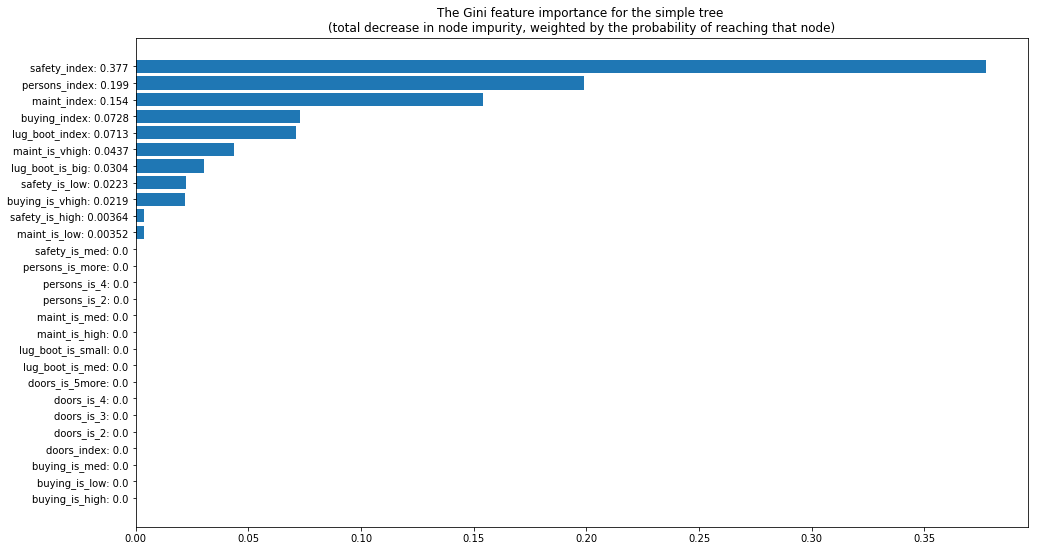 The Gini feature importance for the simple tree
(total decrease in node impurity, weighted by the probability of reaching that node)
safety_index: 0.377
persons_index: 0.199
maint_index: 0.154
buying_index: 0.0728
lug_boot_index: 0.0713
maint_is_vhigh: 0.0437
lug_boot_is_big: 0.0304
safety_is_low: 0.0223
buying_is_vhigh: 0.0219
safety_is_high: 0.00364
maint_is_low: 0.00352
safety_is_med: 0.0
persons_is_more: 0.0
persons_is_4: 0.0
persons_is_2: 0.0
maint_is_med: 0.0
maint_is_high: 0.0
lug_boot_is_small: 0.0
lug_boot_is_med: 0.0
doors_is_5more: 0.0
doors_is_4: 0.0
doors_is_3: 0.0
doors_is_2: 0.0
doors_index: 0.0
buying_is_med: 0.0
buying_is_low: 0.0
buying_is_high: 0.0
0.00 0.05 0.10 0.15 0.20 0.25 0.30 0.35